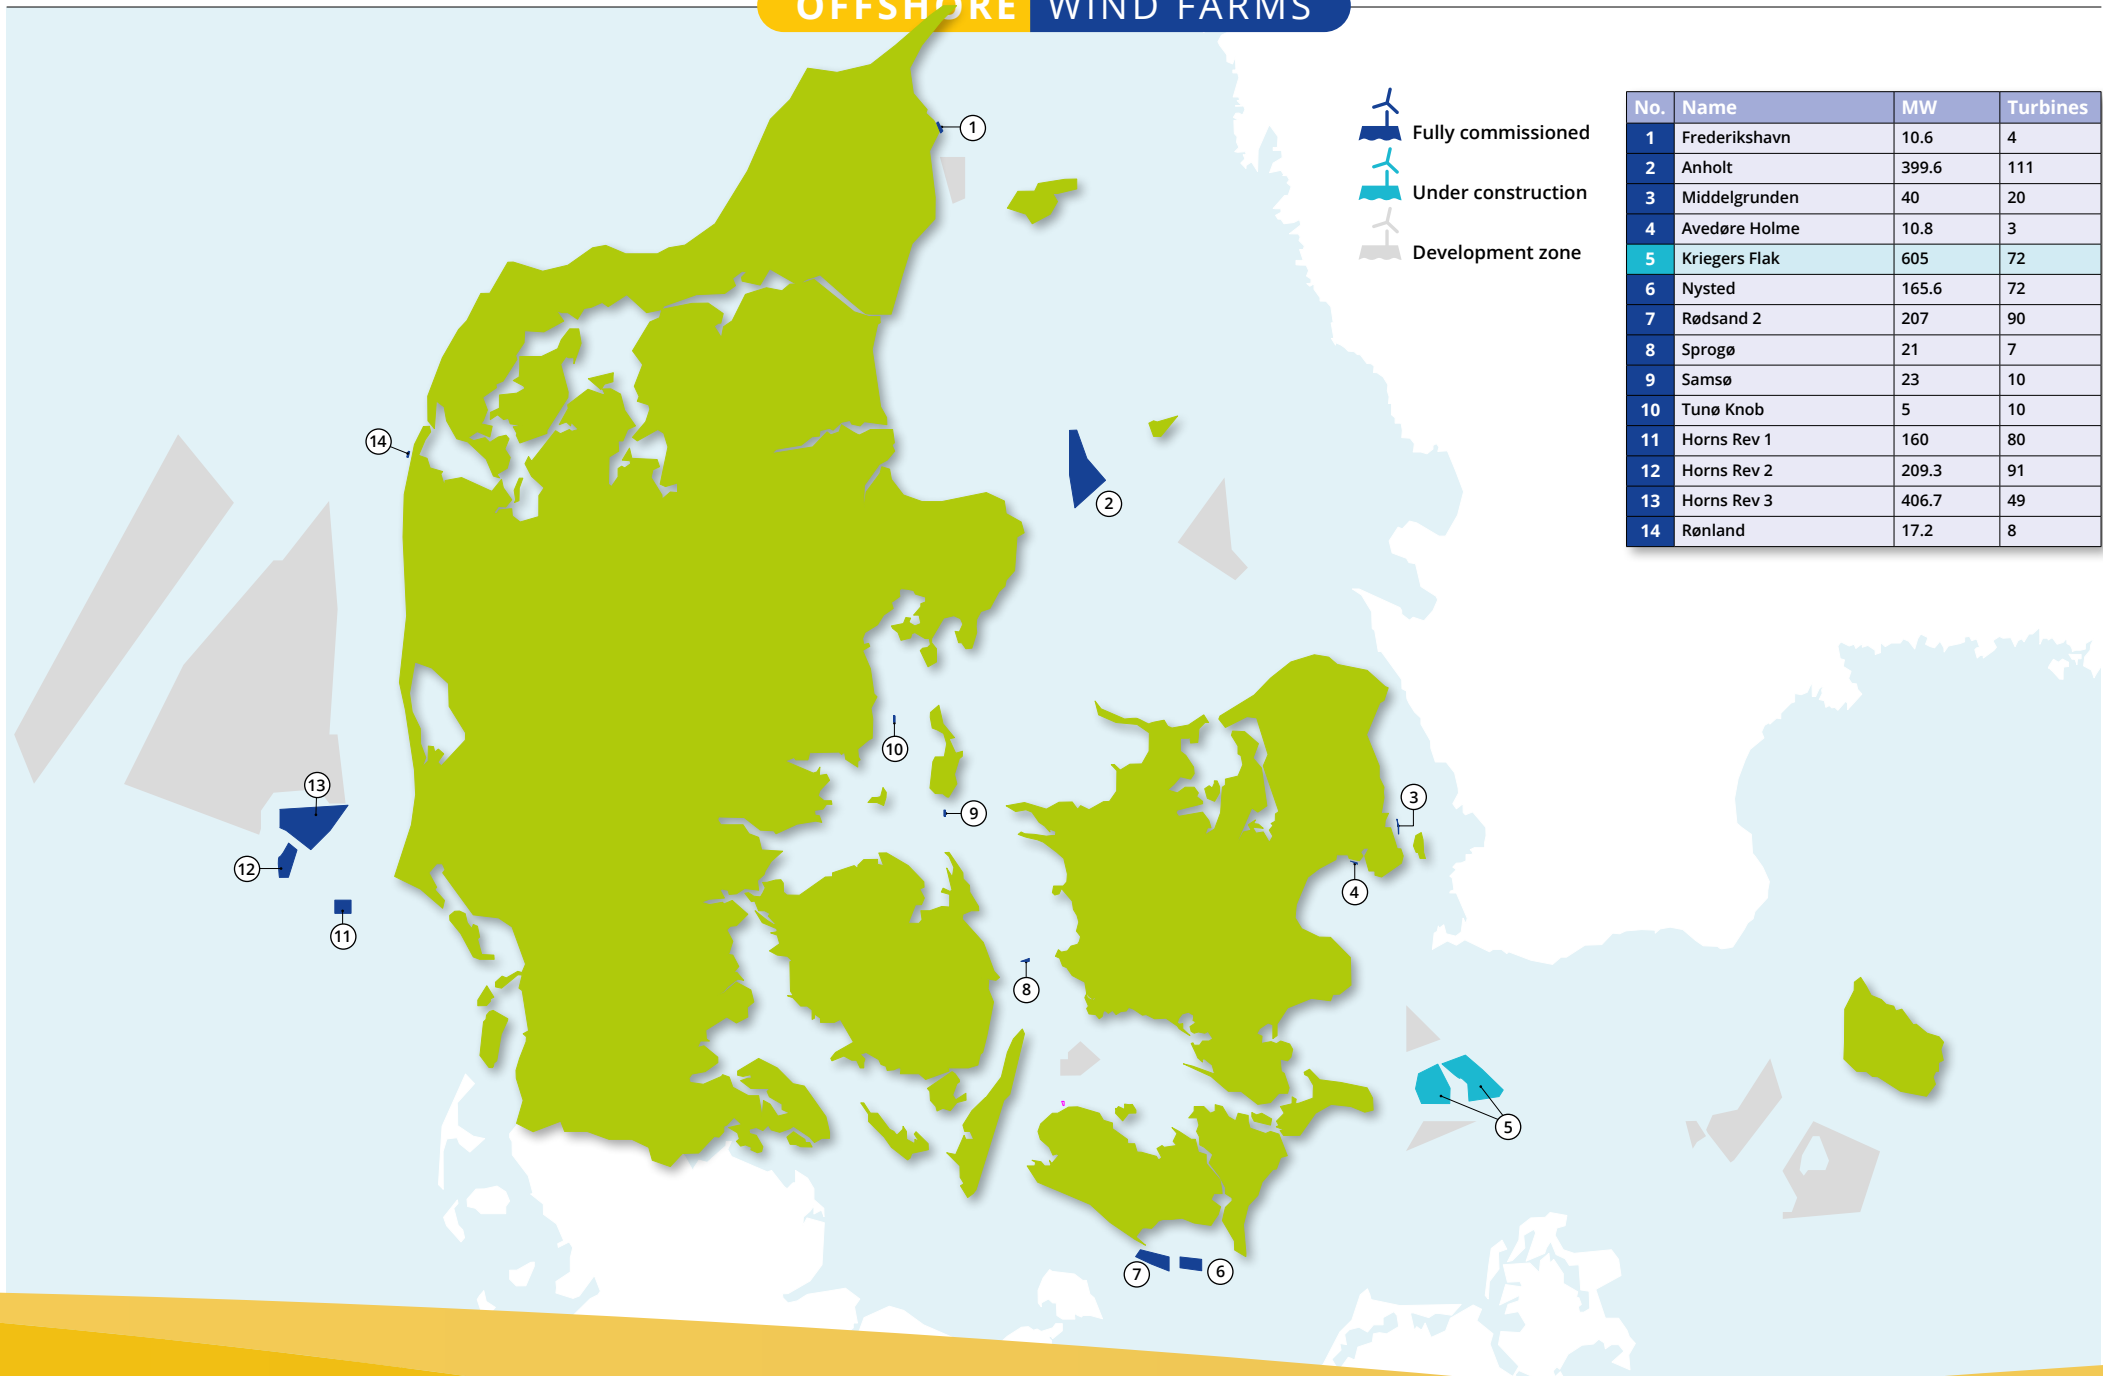 OFFSHORE WIND FARMS
Fully commissioned
Under construction
Development zone
No. Name MW Turbines
1 Frederikshavn 10.6 4
2 Anholt 399.6 111
3 Middelgrunden 40 20
4 Avedøre Holme 10.8 3
5 Kriegers Flak 605 72
6 Nysted 165.6 72
7 Rødsand 2 207 90
8 Sprogø 21 7
9 Samsø 23 10
10 Tunø Knob 5 10
11 Horns Rev 1 160 80
12 Horns Rev 2 209.3 91
13 Horns Rev 3 406.7 49
14 Rønland 17.2 8
1
14
2
10
13
3
9
12
4
11
8
5
7
6